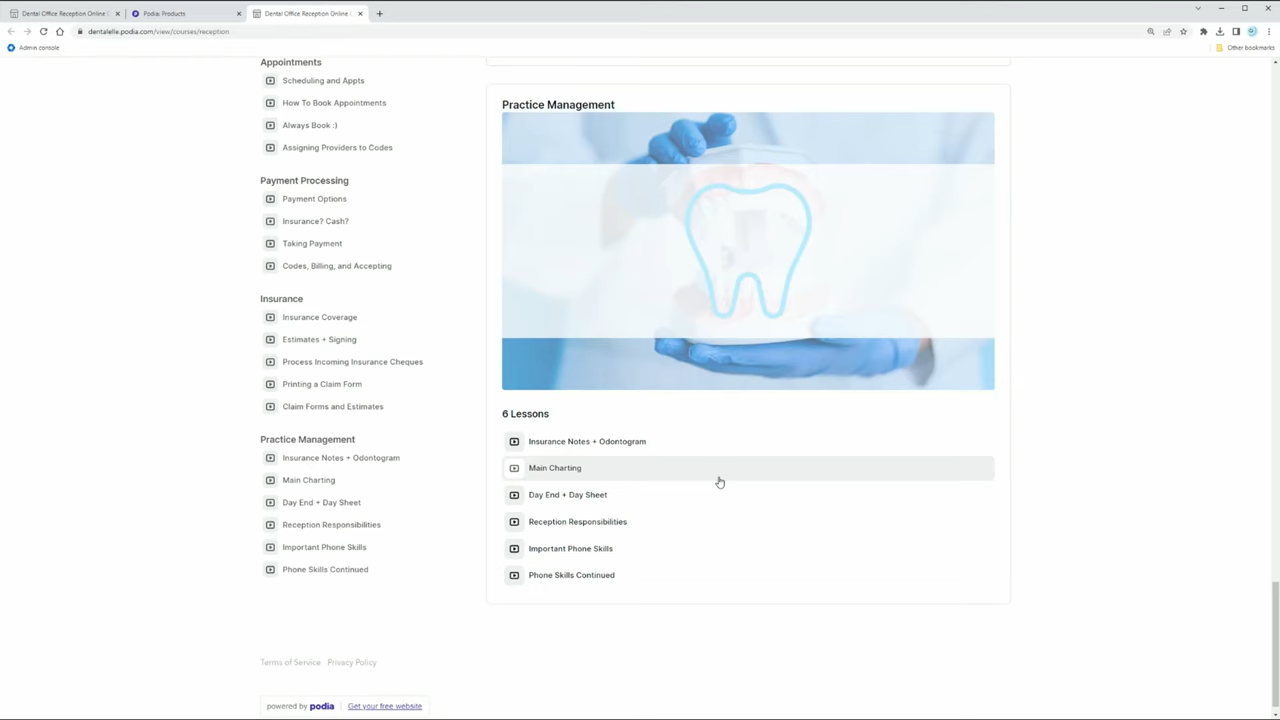 Dental Office Reception Online (
Podia: Products
Dental Office Reception Online (
dentalelle.podia.com/view/courses/reception
Admin console
Other bookmarks
Appointments
Scheduling and Appts
How To Book Appointments
Always Book :)
Assigning Providers to Codes
Payment Processing
Payment Options
Insurance? Cash?
Taking Payment
Codes, Billing, and Accepting
Insurance
Insurance Coverage
Estimates + Signing
Process Incoming Insurance Cheques
Printing a Claim Form
Claim Forms and Estimates
Practice Management
Insurance Notes + Odontogram
Main Charting
Day End + Day Sheet
Reception Responsibilities
Important Phone Skills
Phone Skills Continued
Practice Management
6 Lessons
Insurance Notes + Odontogram
Main Charting
Day End + Day Sheet
Reception Responsibilities
Important Phone Skills
Phone Skills Continued
Terms of Service Privacy Policy
powered by podia Get your free website